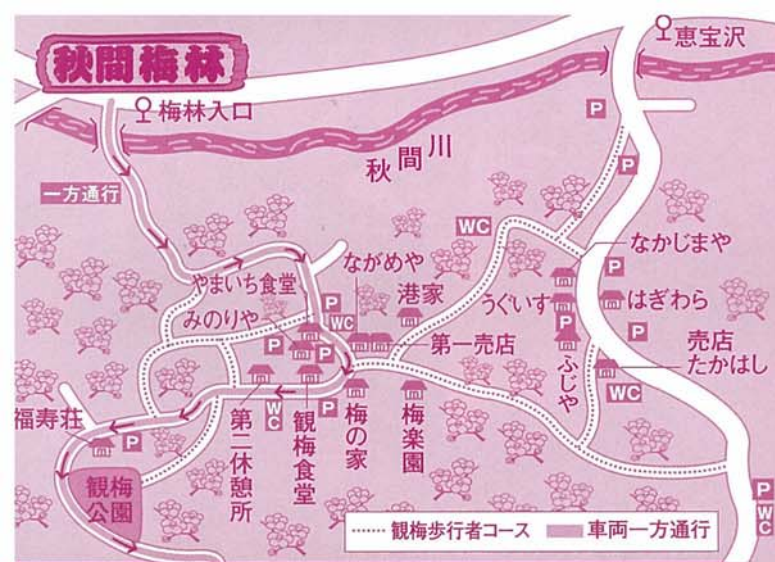 秋間梅林
恵宝沢
梅林入口
P
秋間川
P
一方通行
WC
なかじまや
やまいち食堂
ながめや
P
港家
うぐいす
はぎわら
みのりや
P
WC
P
P
P
P
第一売店
ふじや
売店
たかはし
WC
福寿荘
P
WC
P
第二休憩所
観梅食堂
梅の家
梅楽園
観梅
公園
P
WC
観梅歩行者コース
車両一方通行